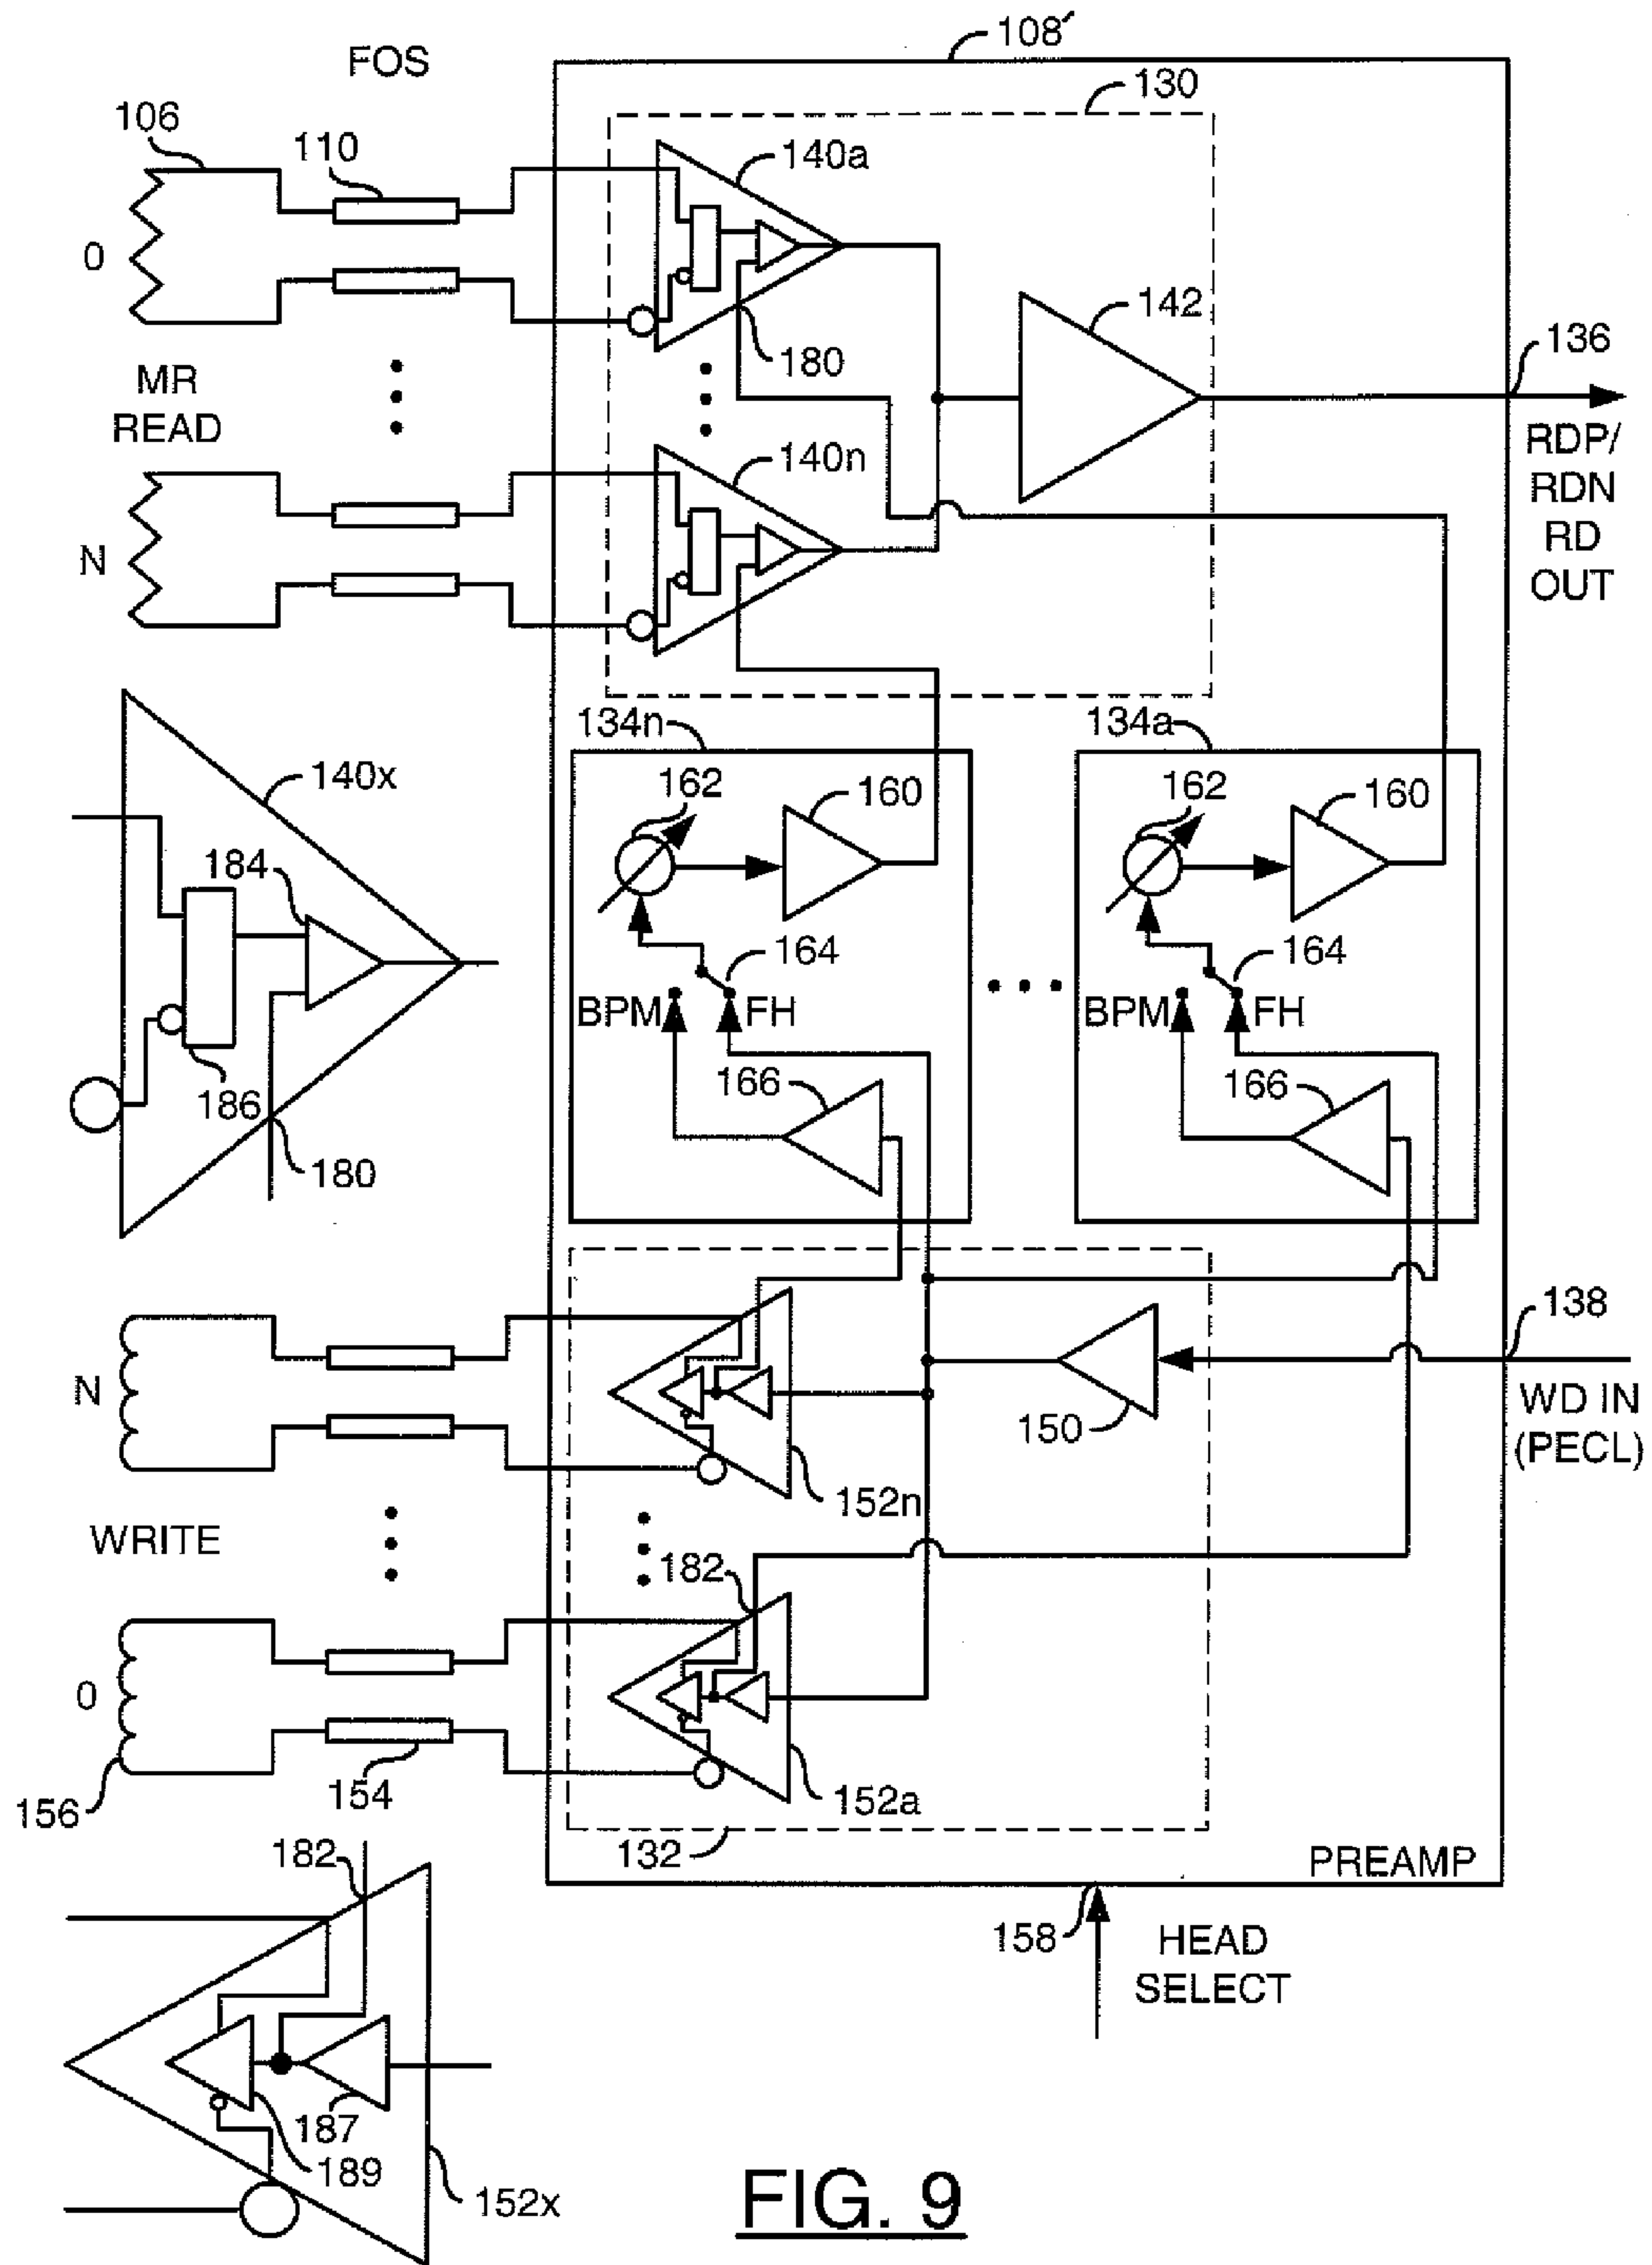 108′
FOS
130
106
110
140a
0
142
136
180
MR
READ
RDP/
RDN
RD
OUT
140n
N
134n
134a
140x
162
160
162
160
184
164
164
BPM
FH
BPM
FH
186
166
166
180
138
N
WD IN
(PECL)
150
152n
WRITE
182
0
154
152a
156
132
PREAMP
182
158
HEAD
SELECT
187
189
152x
FIG. 9